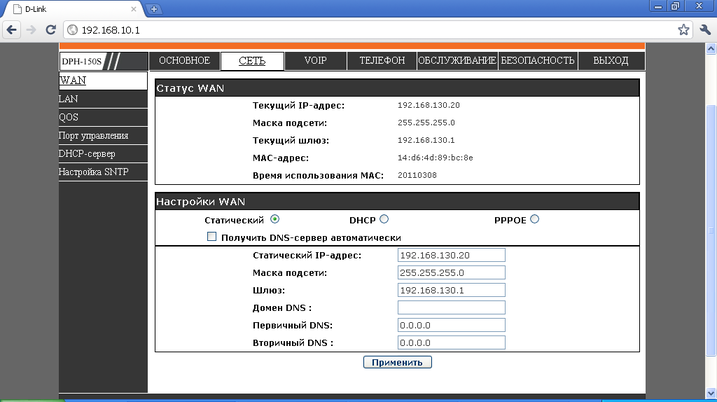 D-Link
192.168.10.1
DPH-150S
ОСНОВНОЕ СЕТЬ VOIP ТЕЛЕФОН ОБСЛУЖИВАНИЕ БЕЗОПАСНОСТЬ ВЫХОД
WAN
LAN
QOS
Порт управления
DHCP-сервер
Настройка SNTP
Статус WAN
Текущий IP-адрес: 192.168.130.20
Маска подсети: 255.255.255.0
Текущий шлюз: 192.168.130.1
MAC-адрес: 14:d6:4d:89:bc:8e
Время использования MAC: 20110308
Настройки WAN
Статический DHCP PPPOE
Получить DNS-сервер автоматически
Статический IP-адрес: 192.168.130.20
Маска подсети: 255.255.255.0
Шлюз: 192.168.130.1
Домен DNS :
Первичный DNS: 0.0.0.0
Вторичный DNS : 0.0.0.0
Применить